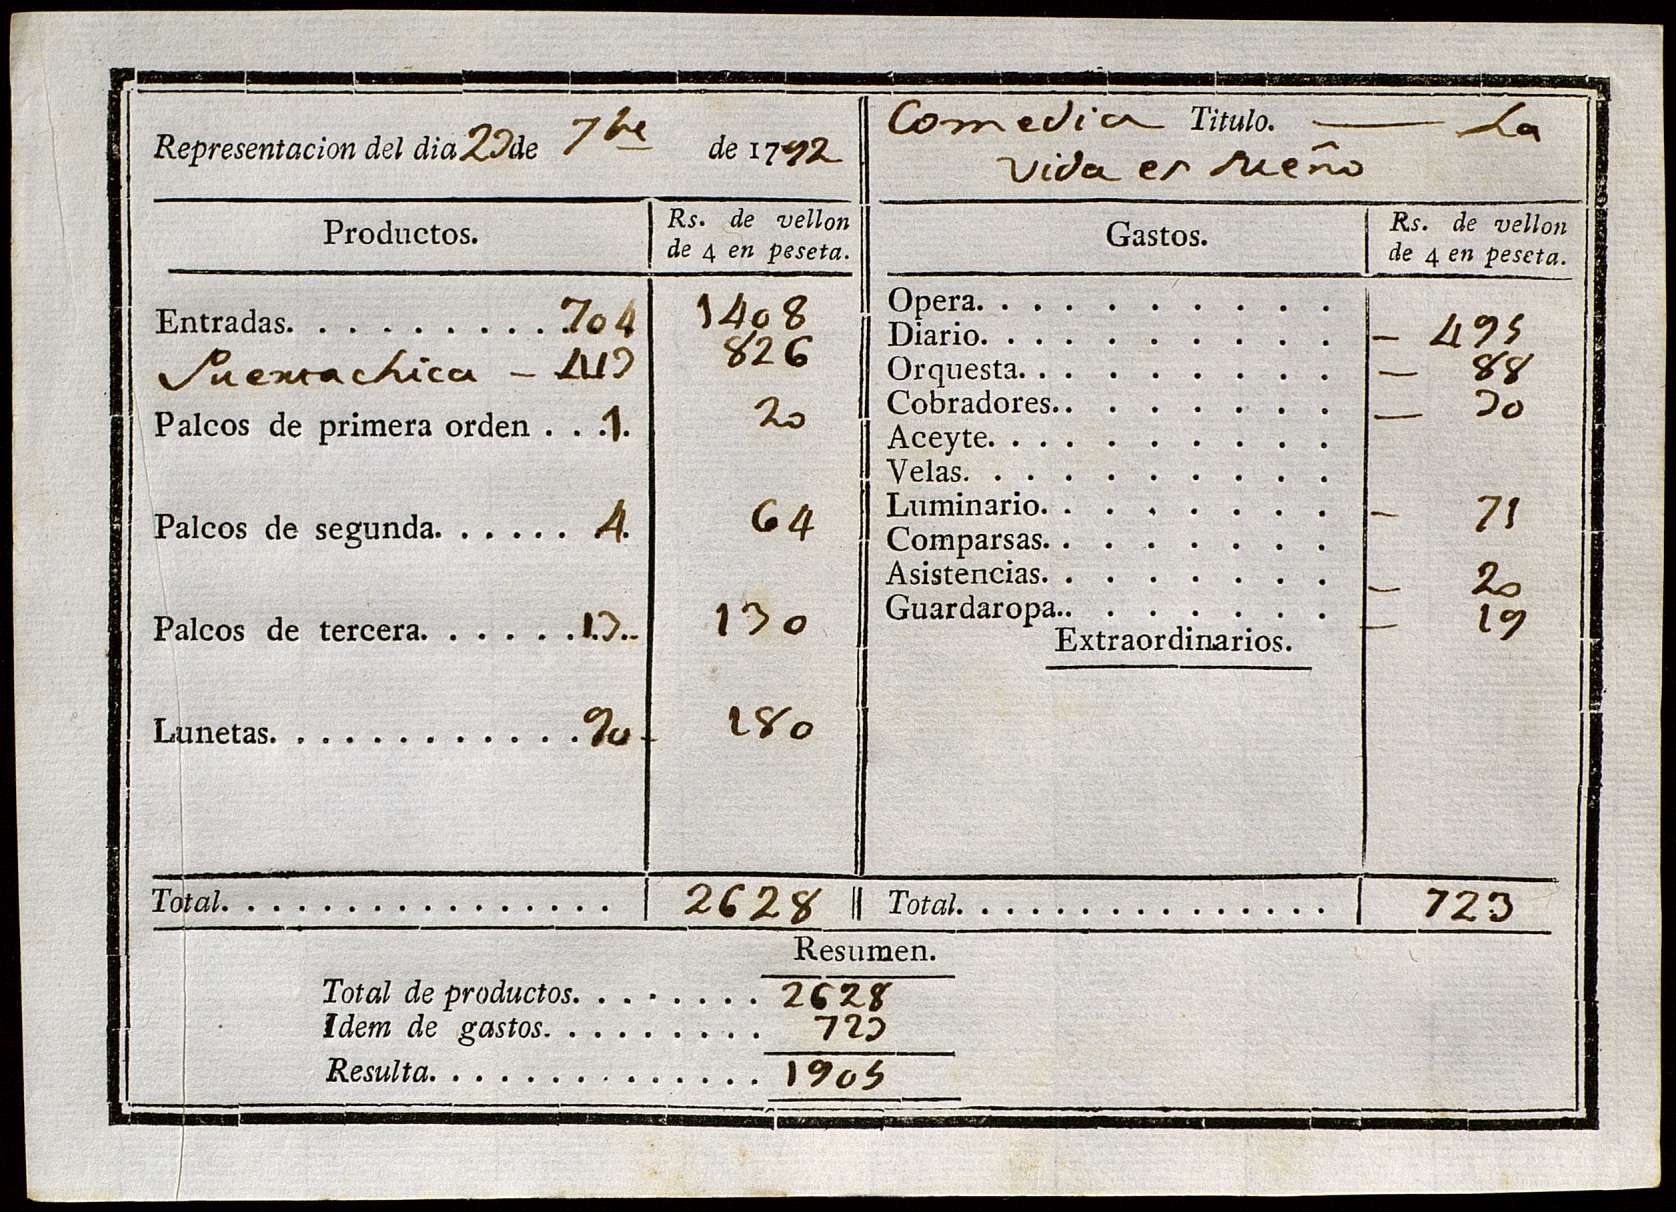 Representacion del dia 23 de 7bre de 1792
Productos.
Rs. de vellon
de 4 en peseta.
Entradas. . . . . . . . . . . 704 1408
Puertachica - 413 826
Palcos de primera orden . . . 1. 20
Palcos de segunda. . . . . . 4. 64
Palcos de tercera. . . . . . . 13.. 130
Lunetas. . . . . . . . . . . . . 90 - 180
Total. . . . . . . . . . . . . . . . 2628
Comedia Titulo. — La
vida es sueño
Gastos.
Rs. de vellon
de 4 en peseta.
Opera. . . . . . . . . . .
Diario. . . . . . . . . . . — 495
Orquesta. . . . . . . . . . — 88
Cobradores.. . . . . . . . — 30
Aceyte. . . . . . . . . . .
Velas. . . . . . . . . . .
Luminario. . . . . . . . . — 71
Comparsas. . . . . . . . .
Asistencias. . . . . . . . . — 20
Guardaropa.. . . . . . . . — 19
Extraordinarios.
Total. . . . . . . . . . . . . . . 723
Resumen.
Total de productos. . . . . . . . 2628
Idem de gastos. . . . . . . . . 723
Resulta. . . . . . . . . . . . . . 1905